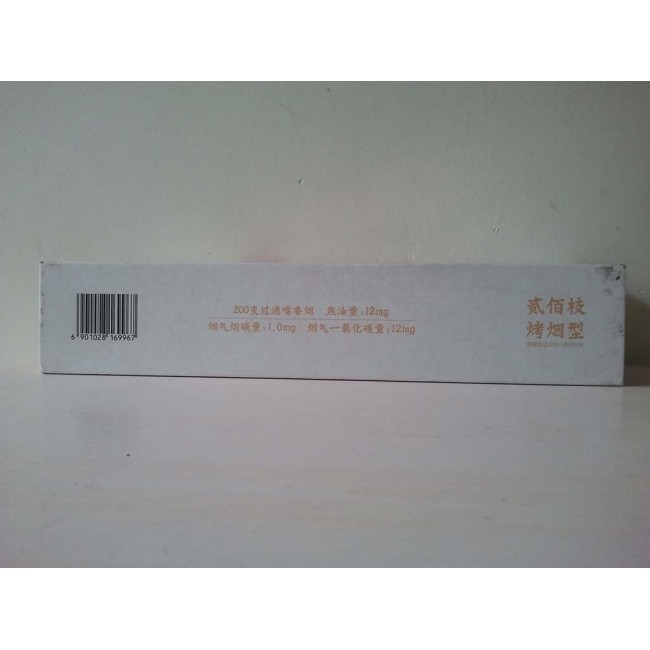 6 901028 169967
200支过滤嘴香烟 焦油量:12mg
烟气烟碱量:1.0mg 烟气一氧化碳量:12mg
贰佰枝
烤烟型